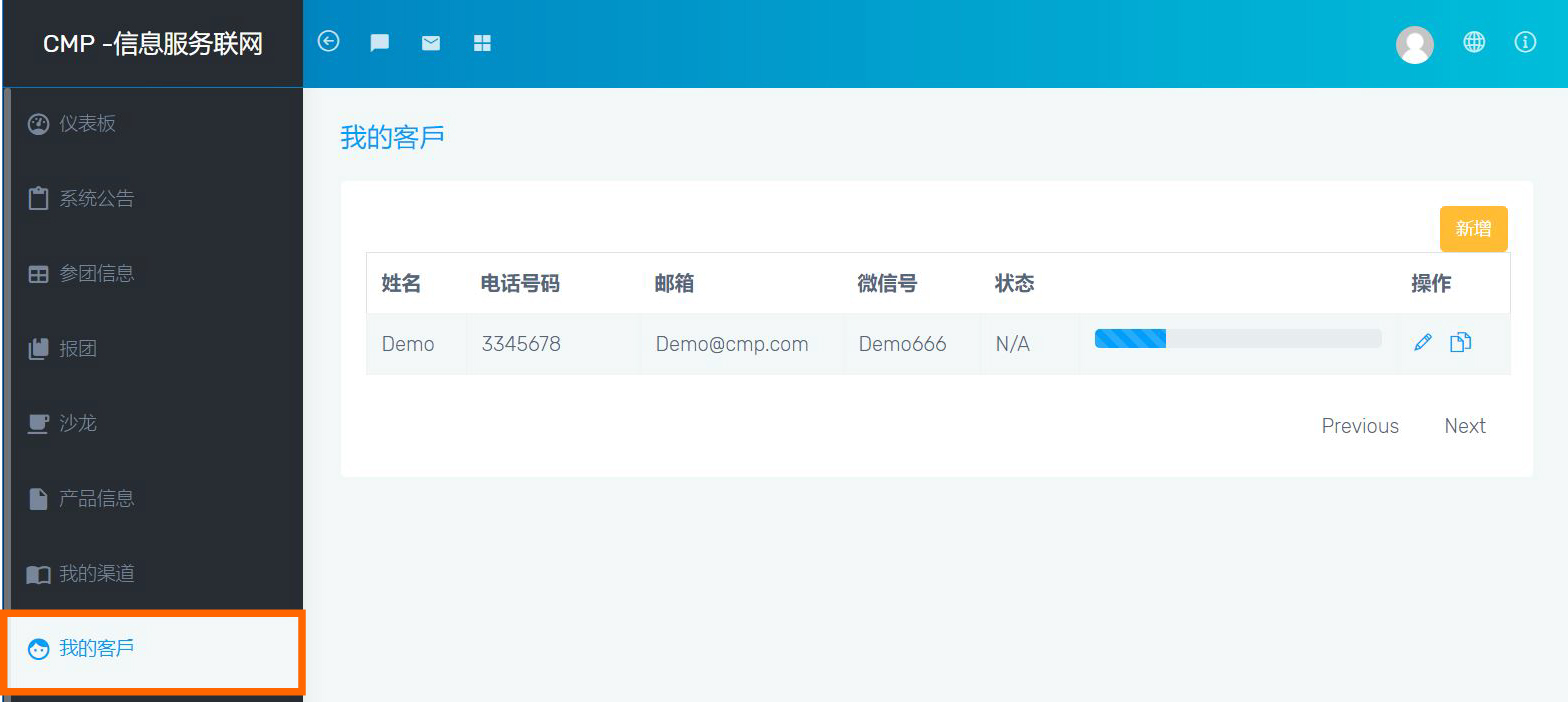 CMP -信息服务联网
仪表板
系统公告
参团信息
报团
沙龙
产品信息
我的渠道
我的客戶
我的客戶
新增
姓名 电话号码 邮箱 微信号 状态 操作
Demo 3345678 Demo@cmp.com Demo666 N/A
Previous Next